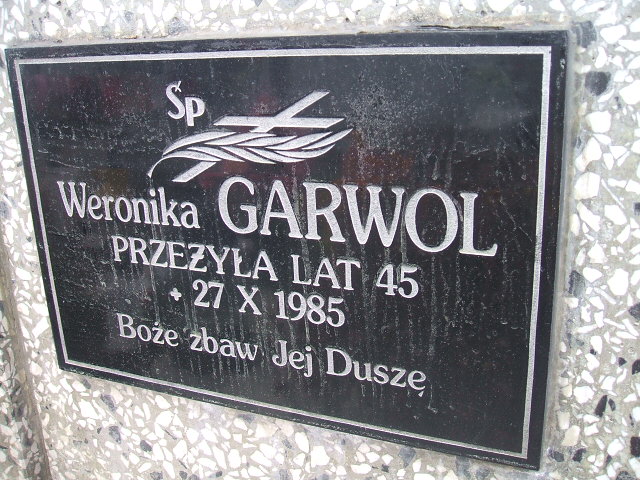 Śp
Weronika GARWOL
PRZEŻYŁA LAT 45
+ 27 X 1985
Boże zbaw Jej Duszę